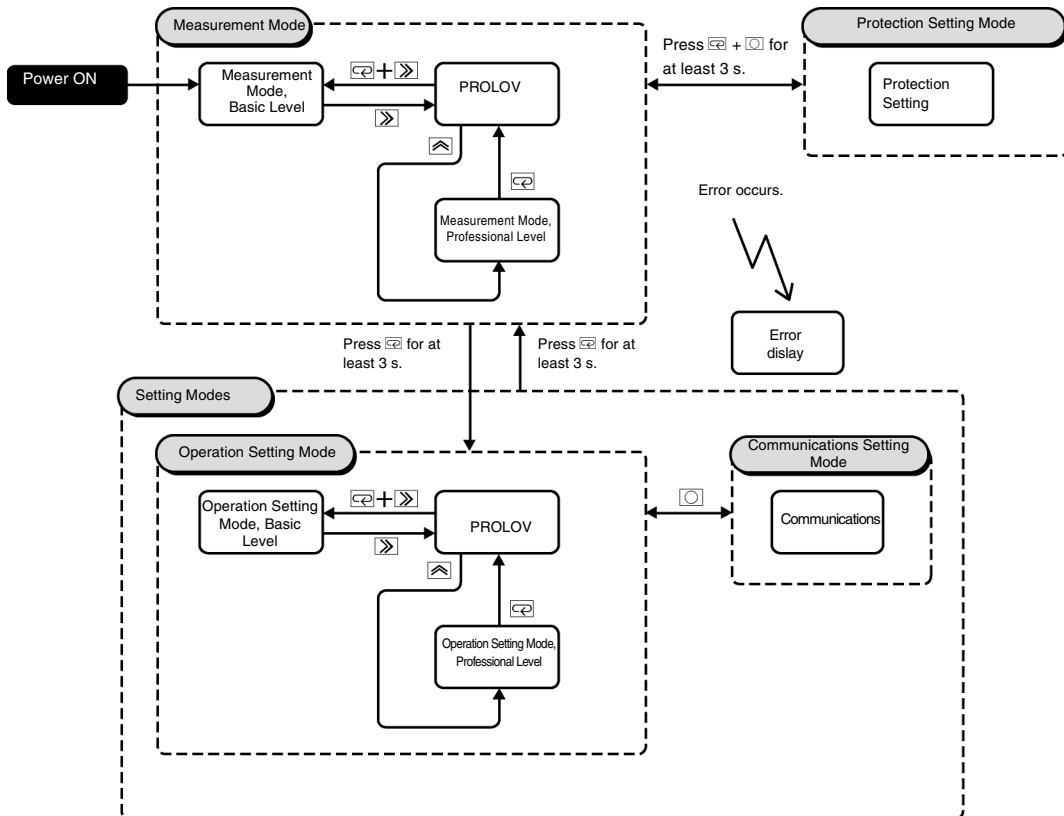 Measurement Mode
Protection Setting Mode
Power ON
Measurement
Mode,
Basic Level
+
PROLOV
Press + for
at least 3 s.
Protection
Setting
Measurement Mode,
Professional Level
Error occurs.
Error
dislay
Press for at
least 3 s.
Press for at
least 3 s.
Setting Modes
Operation Setting Mode
Communications Setting
Mode
Operation Setting
Mode, Basic
Level
+
PROLOV
Communications
Operation Setting Mode,
Professional Level